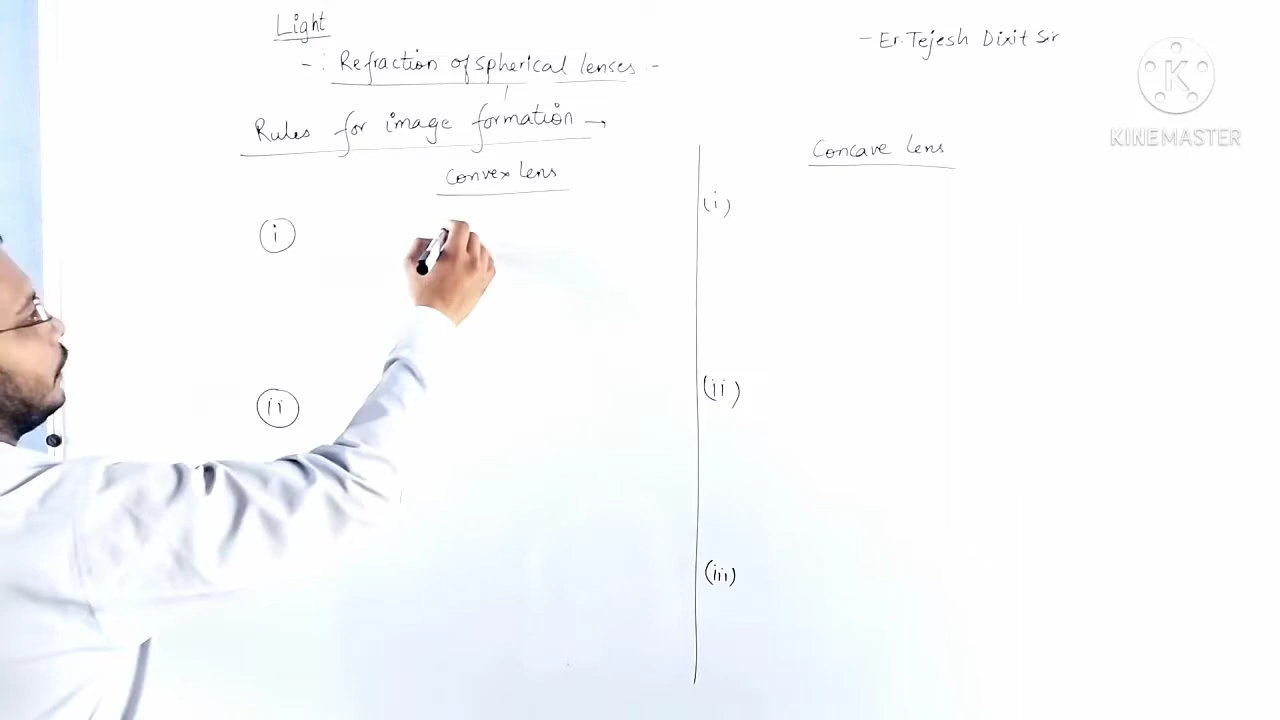 Light
- Er. Tejesh Dixit Sir
- : Refraction of spherical lenses -
Rules for image formation →
Convex lens
Concave lens
i
(i)
ii
(ii)
(iii)
K
KINEMASTER